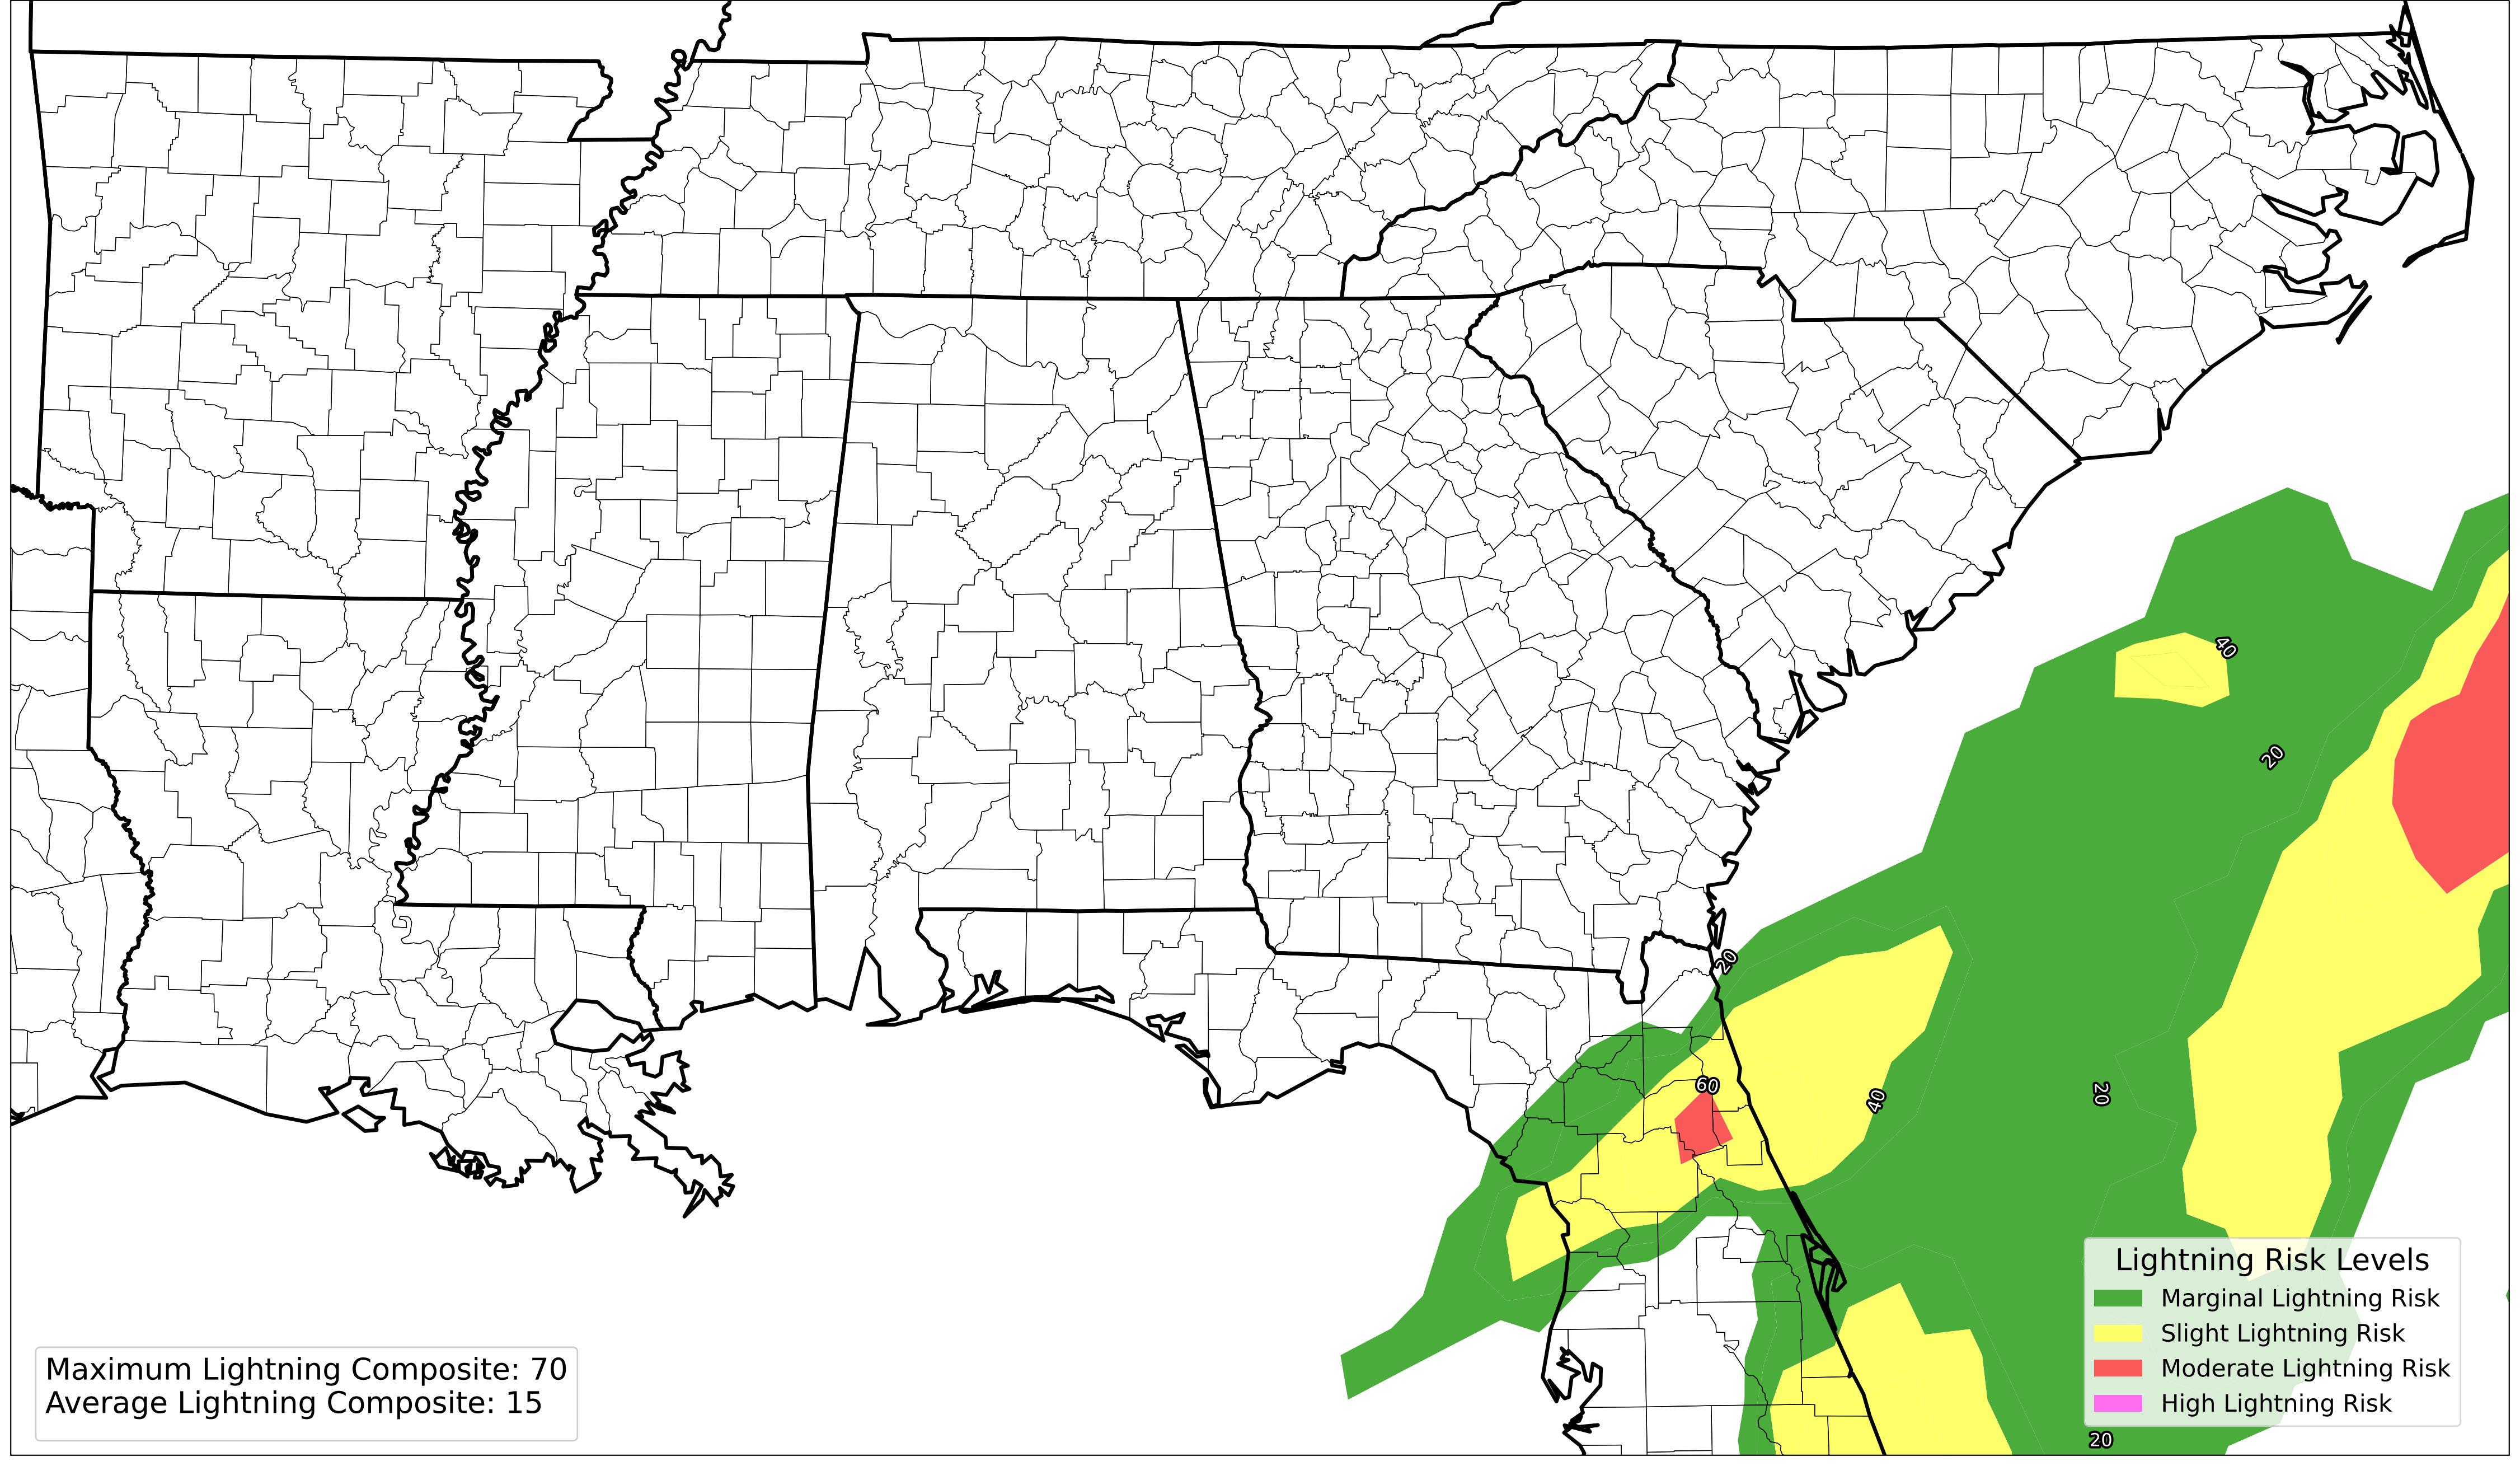 40
20
20
60
40
20
Lightning Risk Levels
Marginal Lightning Risk
Slight Lightning Risk
Moderate Lightning Risk
High Lightning Risk
Maximum Lightning Composite: 70
Average Lightning Composite: 15
20